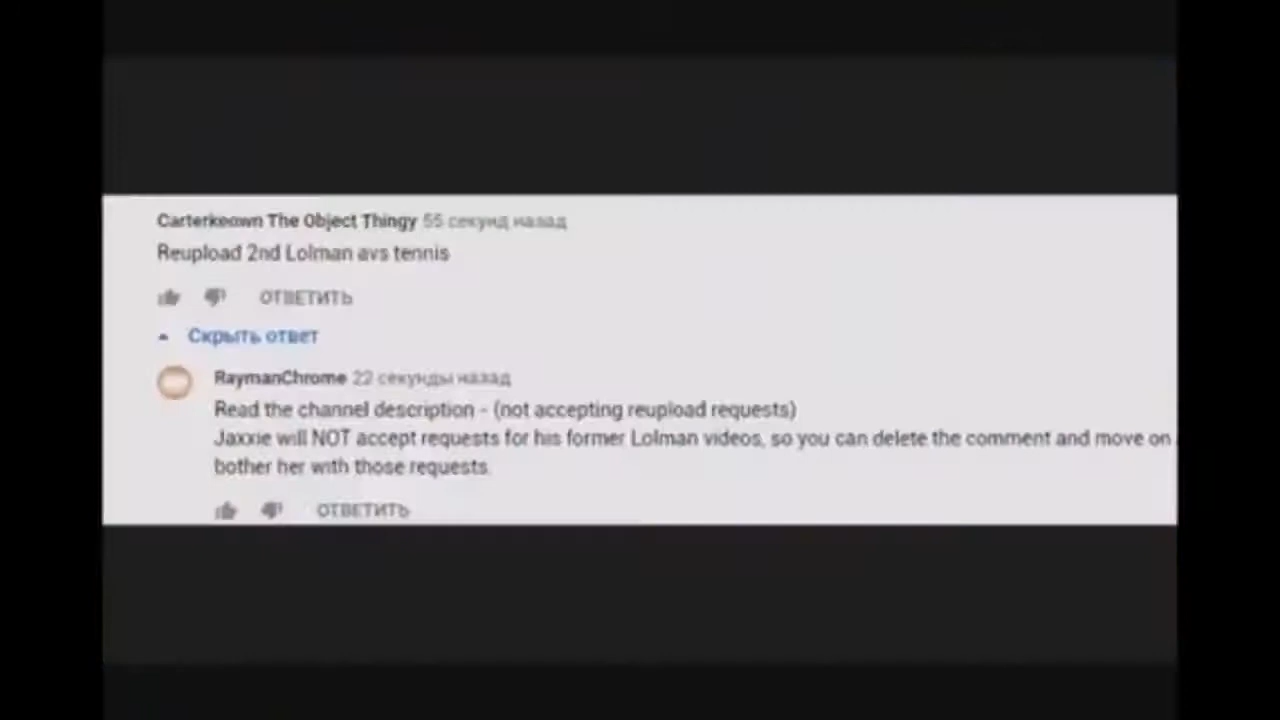 Carterkeown The Object Thingy 55 секунд назад
Reupload 2nd Lolman avs tennis
ОТВЕТИТЬ
Скрыть ответ
RaymanChrome 22 секунды назад
Read the channel description - (not accepting reupload requests)
Jaxxie will NOT accept requests for his former Lolman videos, so you can delete the comment and move on
bother her with those requests.
ОТВЕТИТЬ